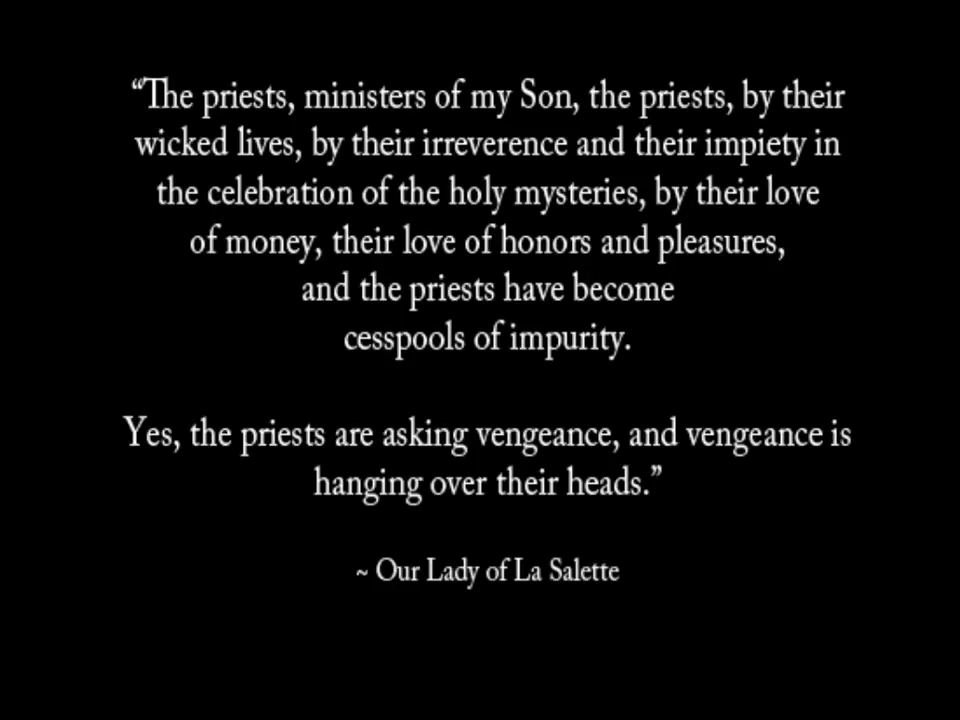 “The priests, ministers of my Son, the priests, by their
wicked lives, by their irreverence and their impiety in
the celebration of the holy mysteries, by their love
of money, their love of honors and pleasures,
and the priests have become
cesspools of impurity.
Yes, the priests are asking vengeance, and vengeance is
hanging over their heads.”
~ Our Lady of La Salette